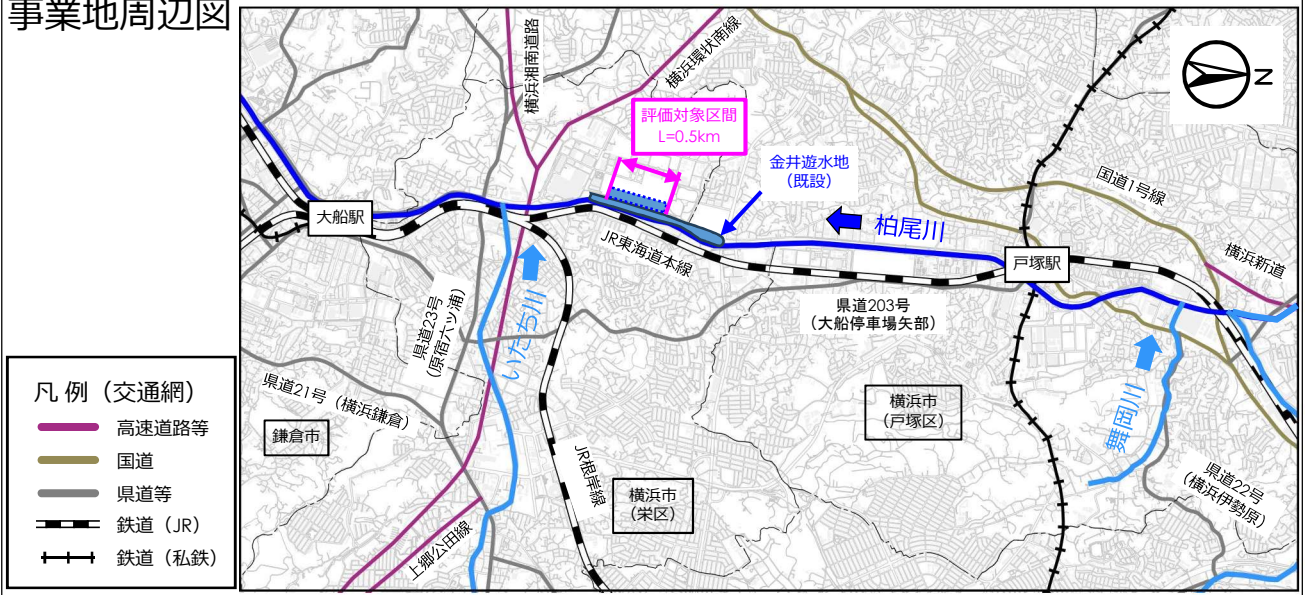 事業地周辺図
横浜湘南道路
横浜環状南線
評価対象区間
L=0.5km
金井遊水地
（既設）
N
国道1号線
柏尾川
大船駅
戸塚駅
横浜新道
JR東海道本線
県道203号
（大船停車場矢部）
県道23号
（原宿六ツ浦）
いたち川
県道21号（横浜鎌倉）
鎌倉市
横浜市
（戸塚区）
舞岡川
JR根岸線
横浜市
（栄区）
県道22号
（横浜伊勢原）
上郷公田線
凡 例（交通網）
高速道路等
国道
県道等
鉄道（JR）
鉄道（私鉄）